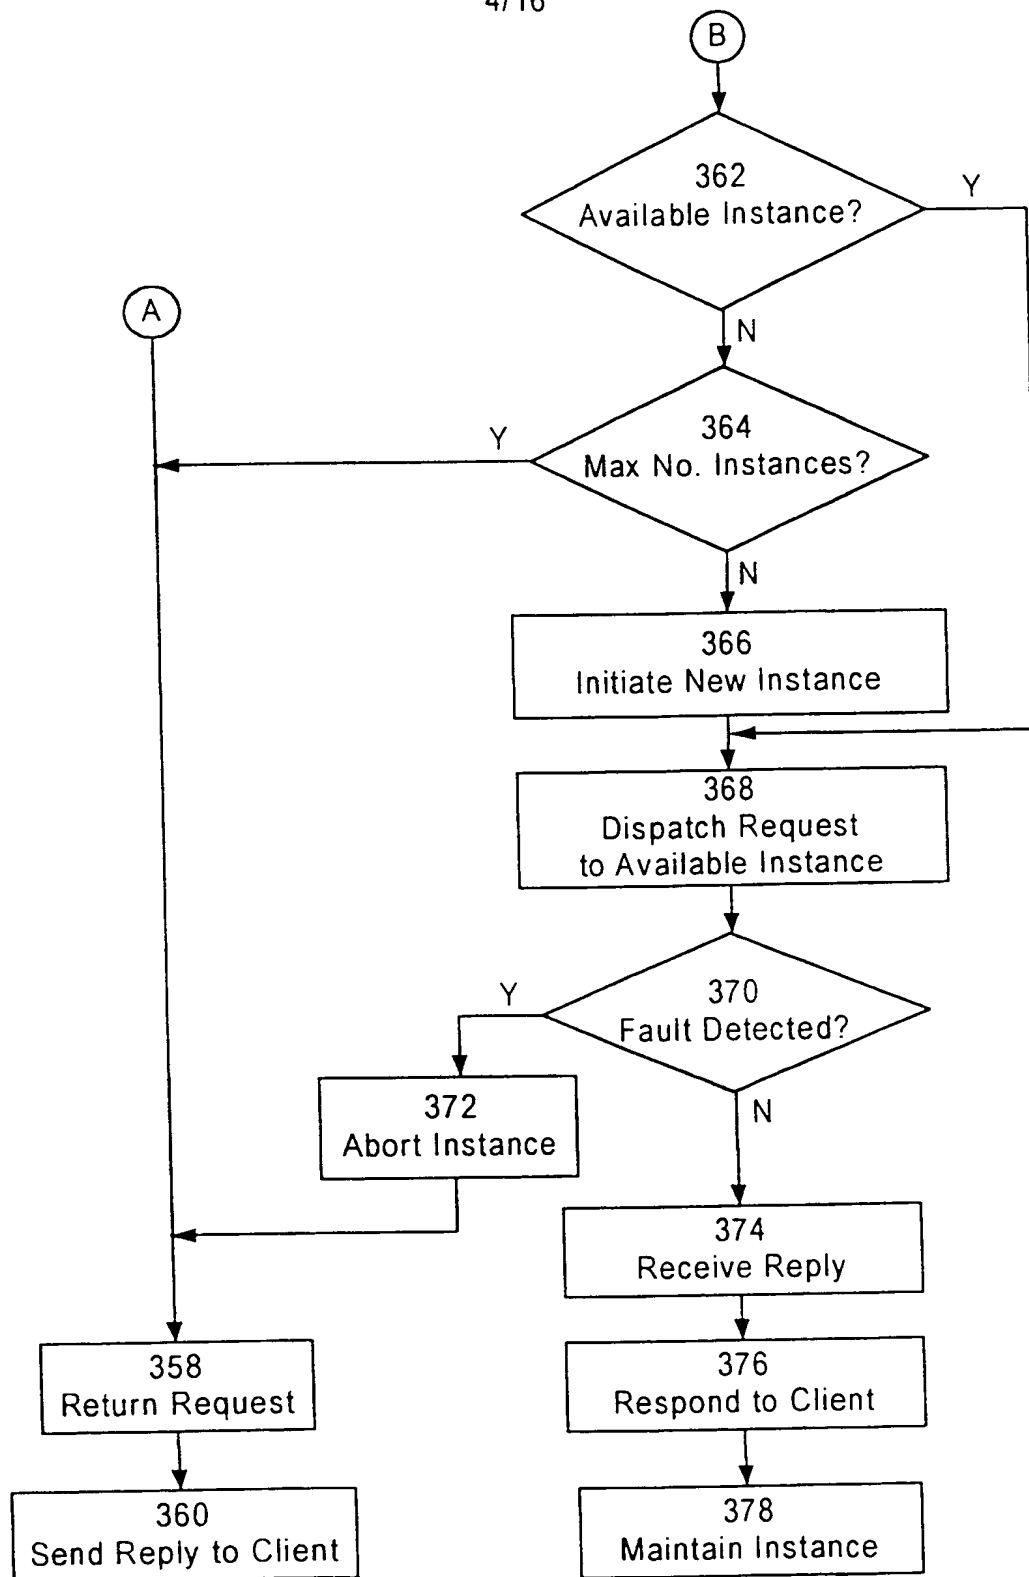 4/16
B
362
Available Instance?
Y
N
A
364
Max No. Instances?
Y
N
366
Initiate New Instance
368
Dispatch Request
to Available Instance
370
Fault Detected?
Y
N
372
Abort Instance
374
Receive Reply
358
Return Request
376
Respond to Client
360
Send Reply to Client
378
Maintain Instance